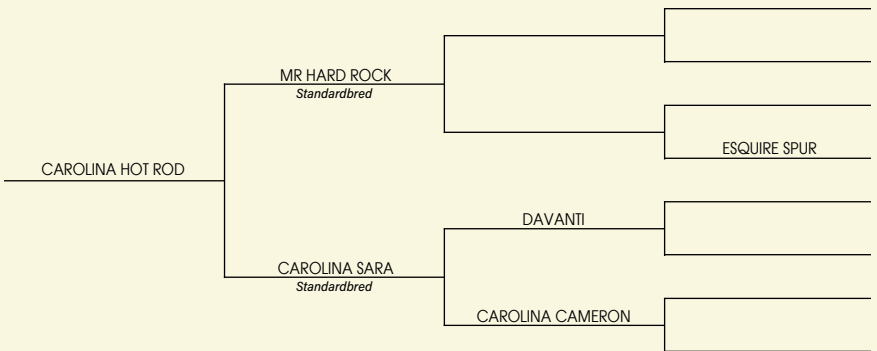 MR HARD ROCK
Standardbred
ESQUIRE SPUR
CAROLINA HOT ROD
DAVANTI
CAROLINA SARA
Standardbred
CAROLINA CAMERON